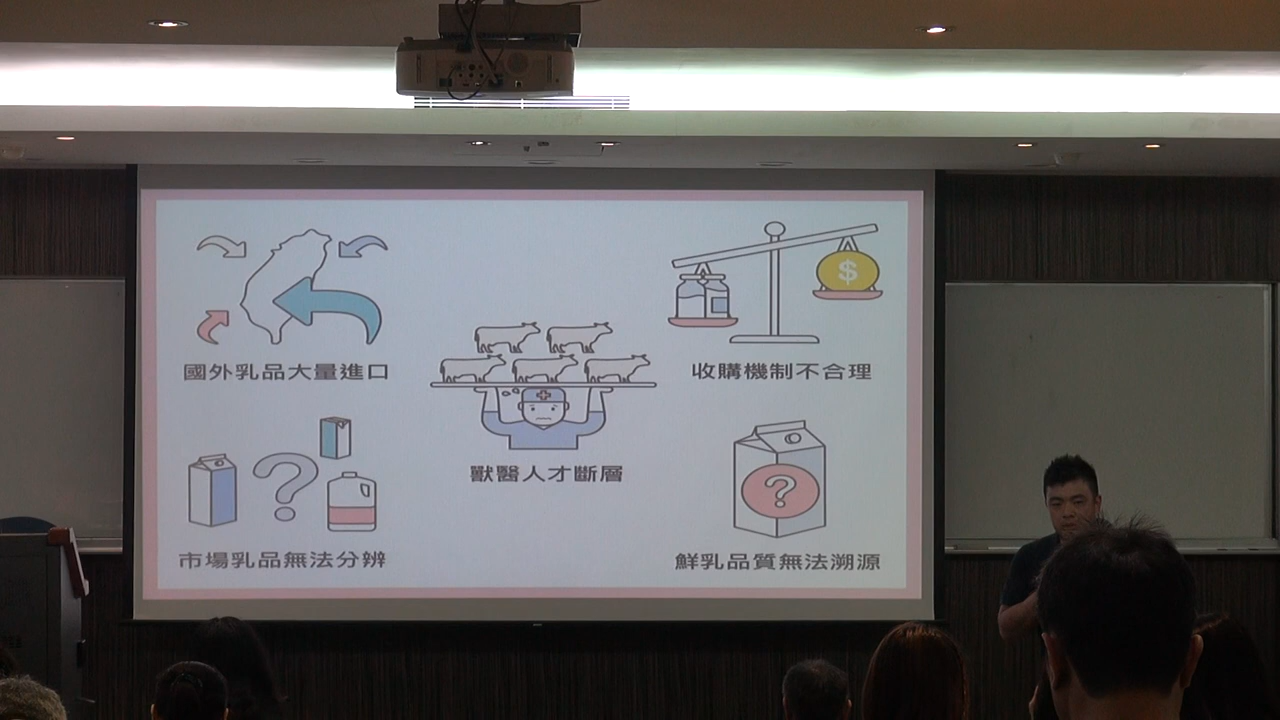 國外乳品大量進口
$
收購機制不合理
獸醫人才斷層
?
?
市場乳品無法分辨
鮮乳品質無法溯源